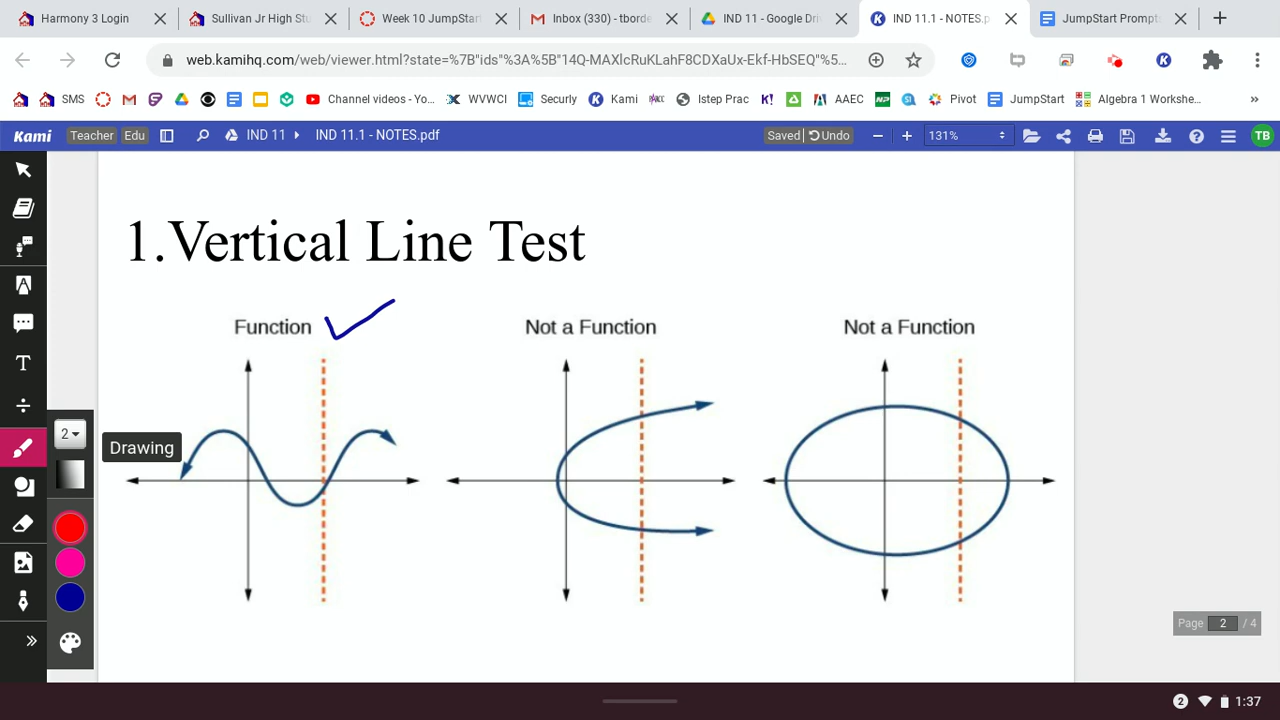 Harmony 3 Login
Sullivan Jr High Stu
Week 10 JumpStar
Inbox (330) - tborde
IND 11 - Google Dri
IND 11.1 - NOTES.p
JumpStart Prompt
web.kamihq.com/web/viewer.html?state=%7B"ids"%3A%5B"14Q-MAXlcRuKLahF8CDXaUx-Ekf-HbSEQ"%5...
SMS
WVWCI
Channel videos - Yo...
Securly
Kami
Istep Prac
K!
AAEC
NP
Pivot
JumpStart
Algebra 1 Workshe...
»
Kami Teacher Edu
IND 11
IND 11.1 - NOTES.pdf
Saved
Undo
131%
TB
1.Vertical Line Test
Function
Not a Function
Not a Function
2
Drawing
Page 2 / 4
2
1:37